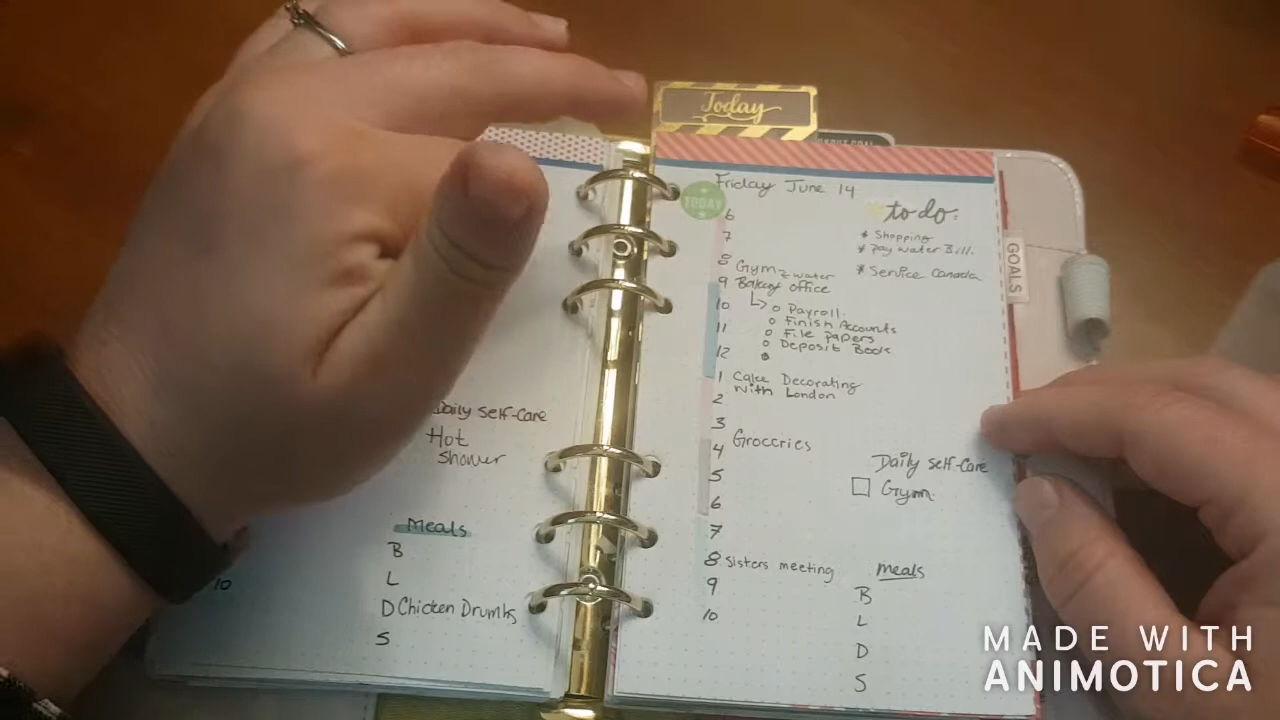 Today
Friday June 14
TODAY
to do:
* Shopping
* Pay water Bill.
* Service Canada
GOALS
6
7
8 Gym z water
9 Bakery office
10 ↳ o Payroll.
o Finish Accounts
11
o File papers
o Deposit Book
12
1 Cake Decorating
with London
2
3
Groceries
4
5
6
7
8 Sisters meeting
9
10
Daily Self-Care
Gym.
Meals
B
L
D
S
Daily Self-Care
Hot
Shower
Meals
B
L
D Chicken Drums
S
10
MADE WITH
ANIMOTICA